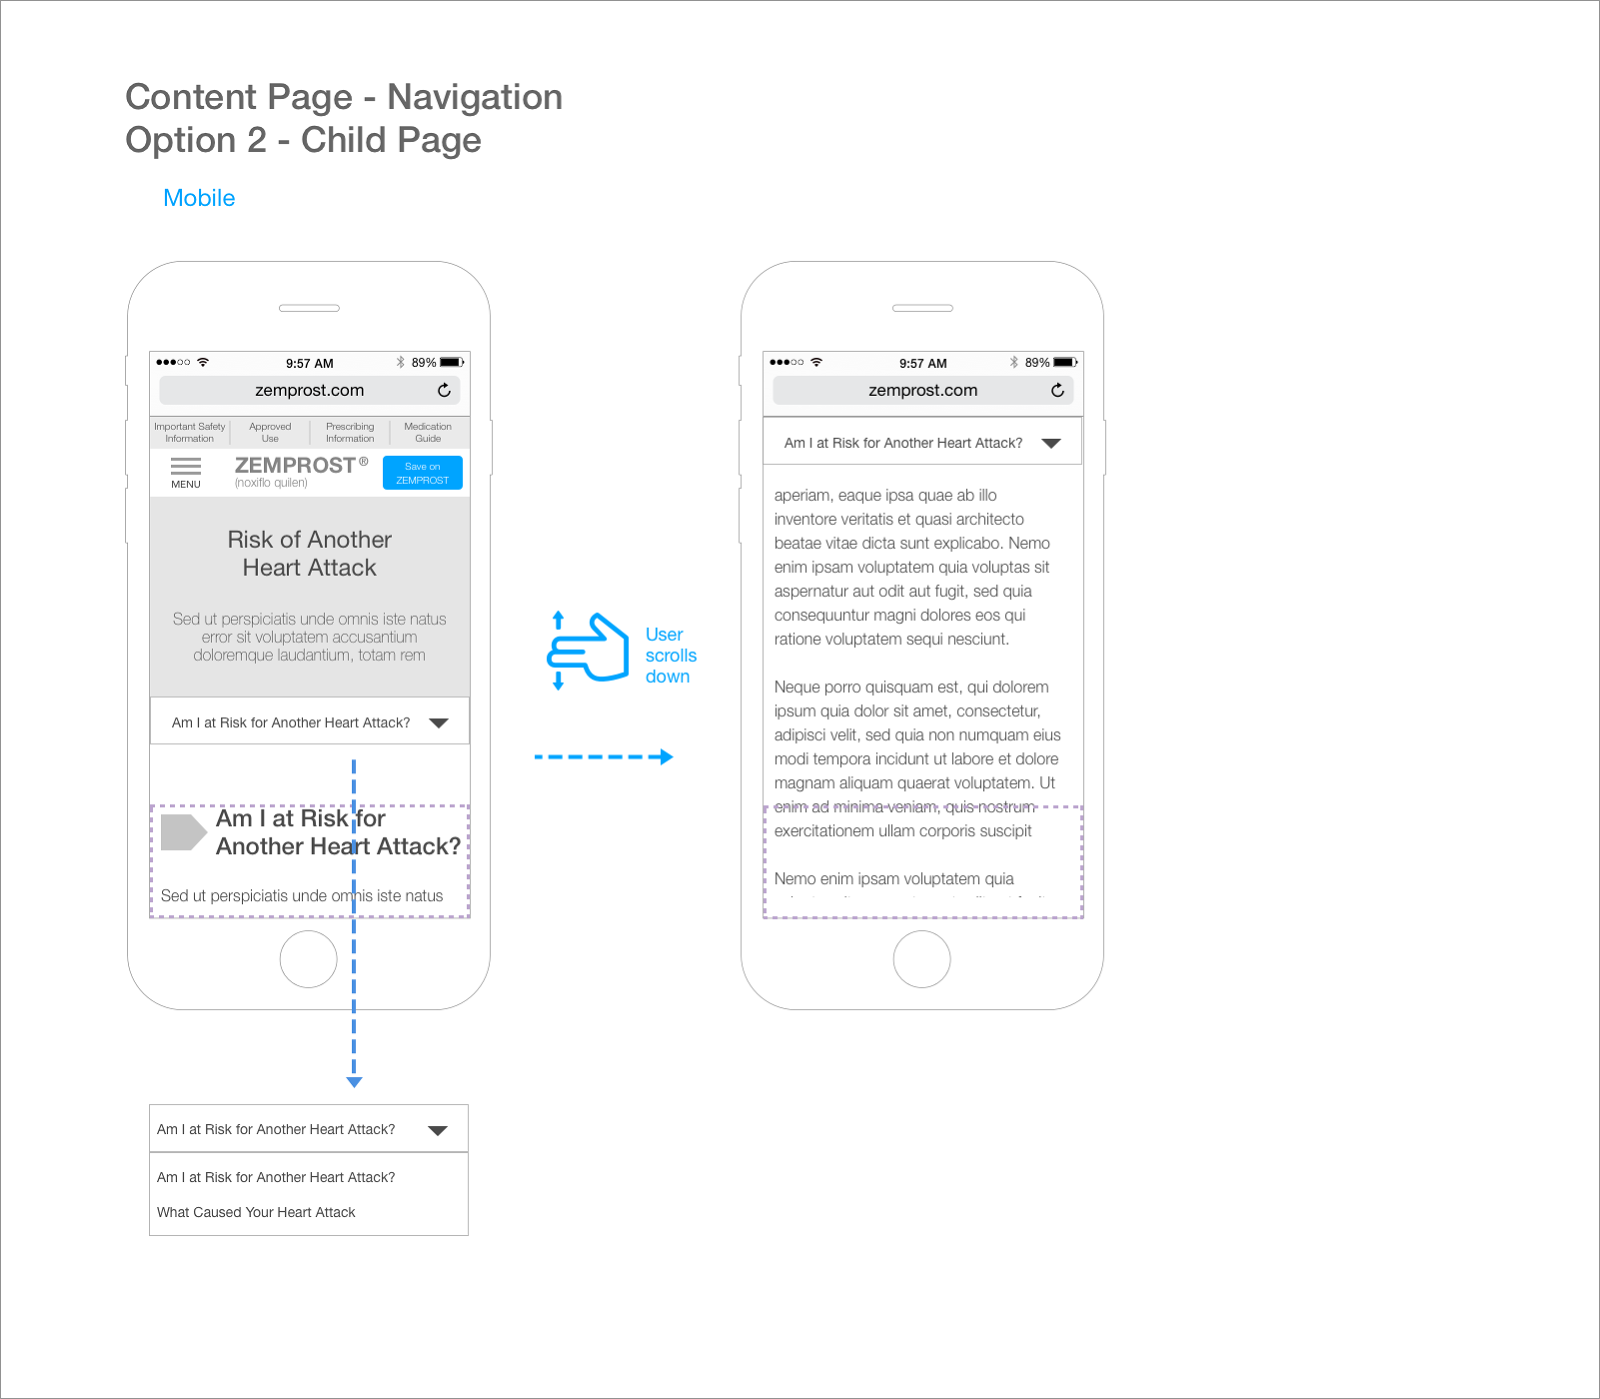 Content Page - Navigation
Option 2 - Child Page
Mobile
9:57 AM
89%
zemprost.com
Important Safety
Information
Approved
Use
Prescribing
Information
Medication
Guide
MENU
ZEMPROST®
(noxiflo quilen)
Save on
ZEMPROST
Risk of Another
Heart Attack
Sed ut perspiciatis unde omnis iste natus
error sit voluptatem accusantium
doloremque laudantium, totam rem
Am I at Risk for Another Heart Attack?
Am I at Risk for
Another Heart Attack?
Sed ut perspiciatis unde omnis iste natus
User
scrolls
down
9:57 AM
89%
zemprost.com
Am I at Risk for Another Heart Attack?
aperiam, eaque ipsa quae ab illo
inventore veritatis et quasi architecto
beatae vitae dicta sunt explicabo. Nemo
enim ipsam voluptatem quia voluptas sit
aspernatur aut odit aut fugit, sed quia
consequuntur magni dolores eos qui
ratione voluptatem sequi nesciunt.
Neque porro quisquam est, qui dolorem
ipsum quia dolor sit amet, consectetur,
adipisci velit, sed quia non numquam eius
modi tempora incidunt ut labore et dolore
magnam aliquam quaerat voluptatem. Ut
enim ad minima veniam, quis nostrum
exercitationem ullam corporis suscipit
Nemo enim ipsam voluptatem quia
Am I at Risk for Another Heart Attack?
Am I at Risk for Another Heart Attack?
What Caused Your Heart Attack